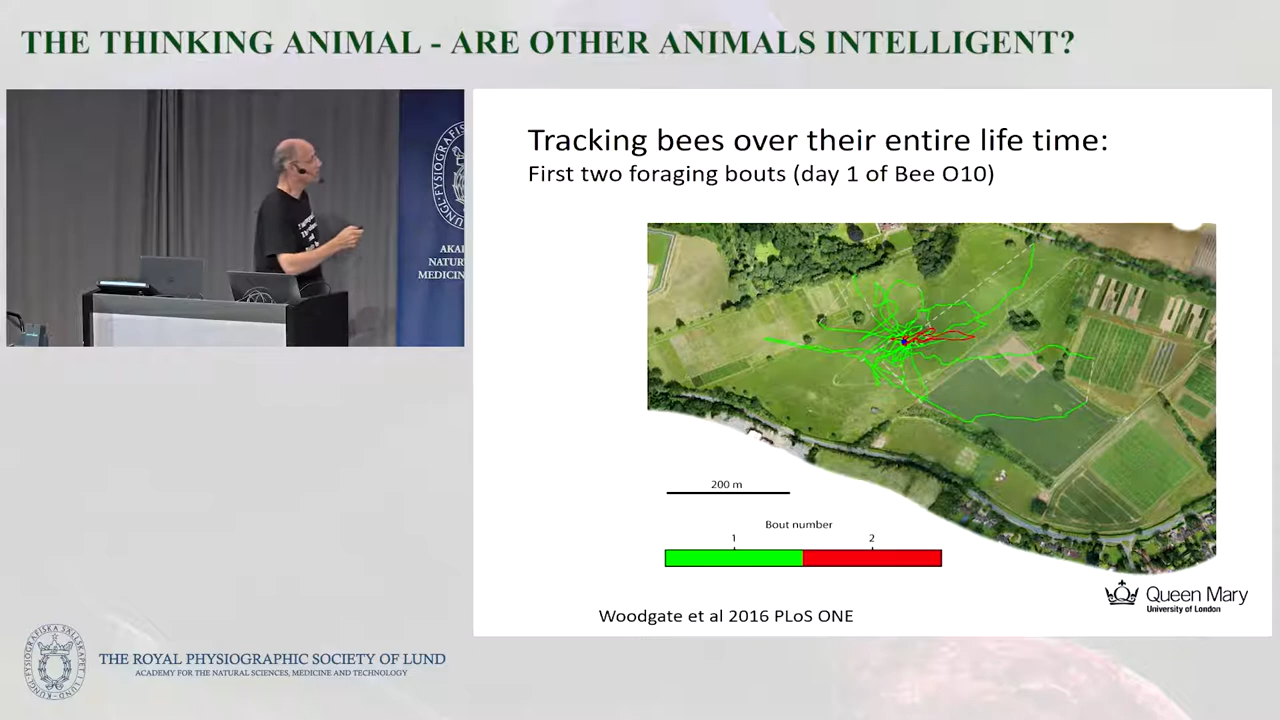 THE THINKING ANIMAL - ARE OTHER ANIMALS INTELLIGENT?
AKA
NATUR
MEDICIN
Tracking bees over their entire life time:
First two foraging bouts (day 1 of Bee O10)
200 m
Bout number
1 2
Woodgate et al 2016 PLoS ONE
Queen Mary
University of London
THE ROYAL PHYSIOGRAPHIC SOCIETY OF LUND
ACADEMY FOR THE NATURAL SCIENCES, MEDICINE AND TECHNOLOGY